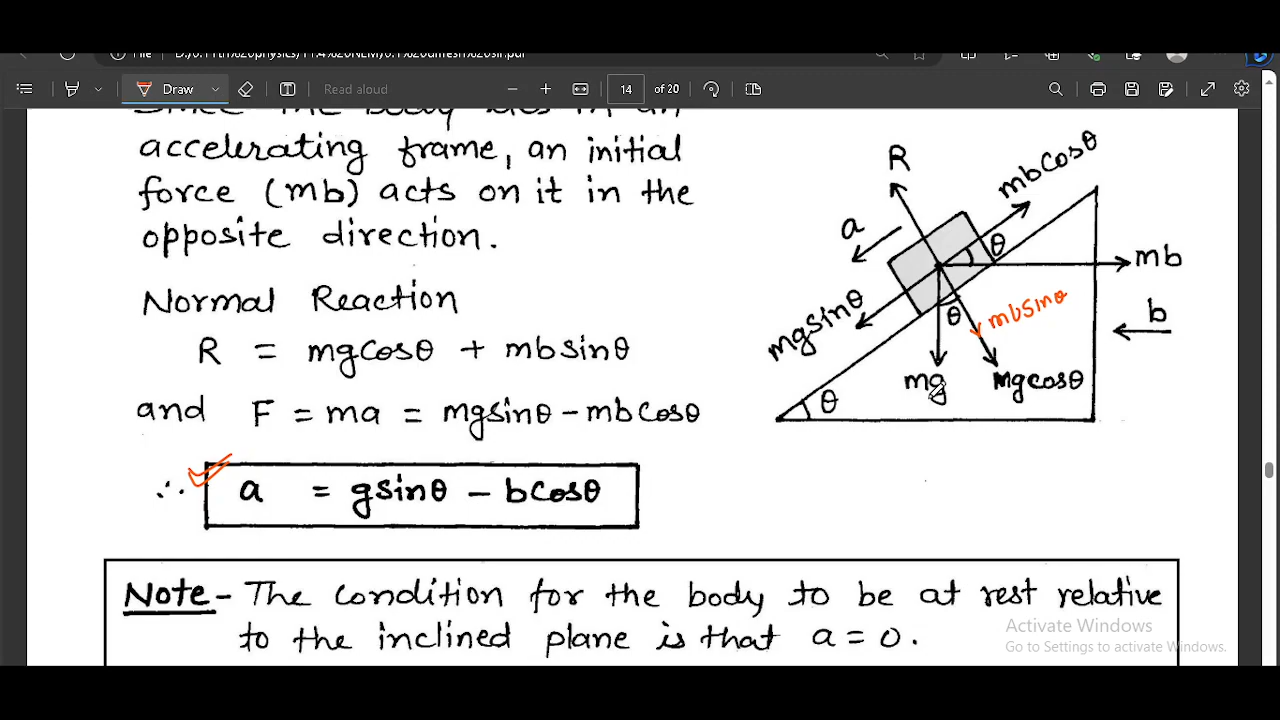 File
Draw
Read aloud
14
of 20
accelerating frame, an initial
force (mb) acts on it in the
opposite direction.
Normal Reaction
R = mgcosθ + mbsinθ
and F = ma = mgsinθ - mbcosθ
∴ a = gsinθ - bcosθ
R
mbcosθ
a
θ
mb
mgsinθ
θ
mbsinθ
b
mg
mgcosθ
θ
Note - The condition for the body to be at rest relative
to the inclined plane is that a = 0.
Activate Windows
Go to Settings to activate Windows.